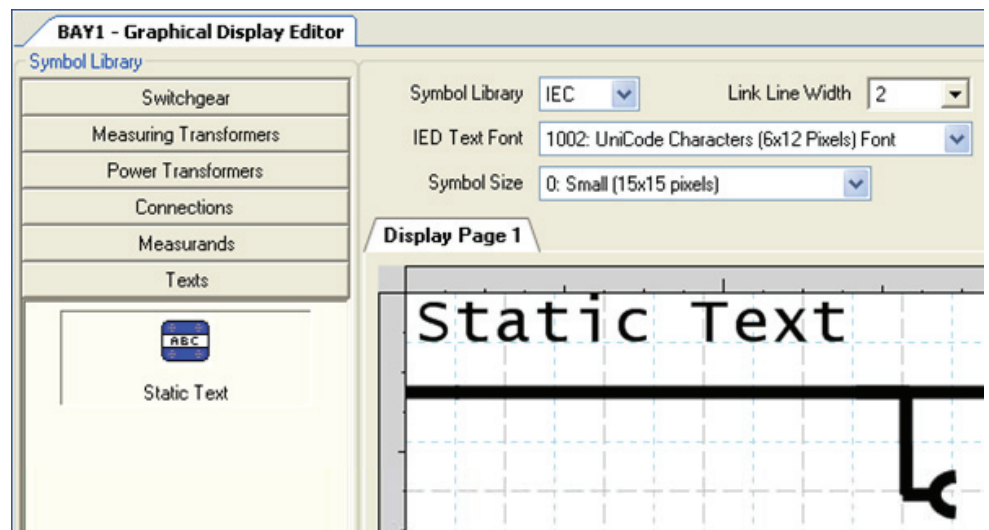 BAY1 - Graphical Display Editor
Symbol Library
Switchgear
Measuring Transformers
Power Transformers
Connections
Measurands
Texts
ABC
Static Text
Symbol Library IEC Link Line Width 2
IED Text Font 1002: UniCode Characters (6x12 Pixels) Font
Symbol Size 0: Small (15x15 pixels)
Display Page 1
Static Text